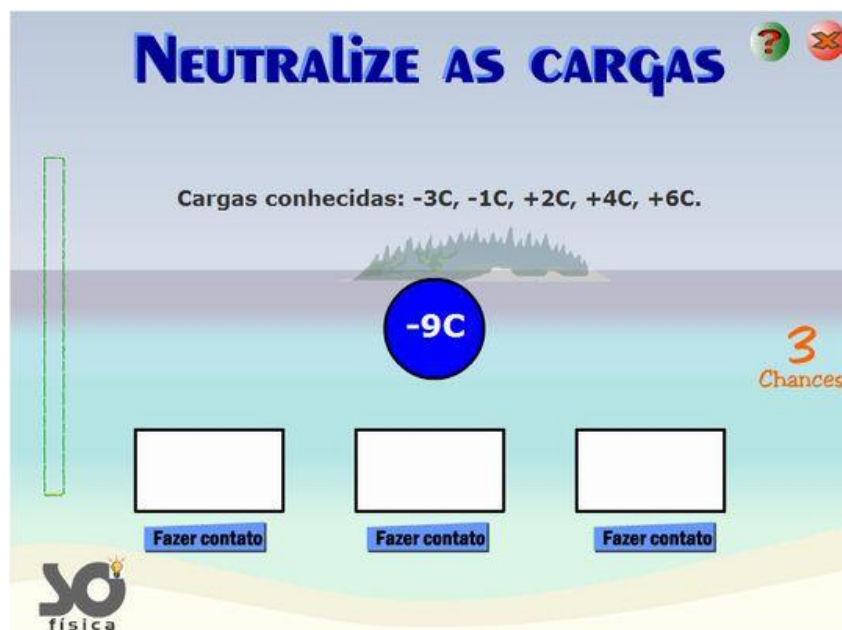 NEUTRALIZE AS CARGAS
?
Cargas conhecidas: -3C, -1C, +2C, +4C, +6C.
-9C
3
Chances
Fazer contato
Fazer contato
Fazer contato
SÓ
física